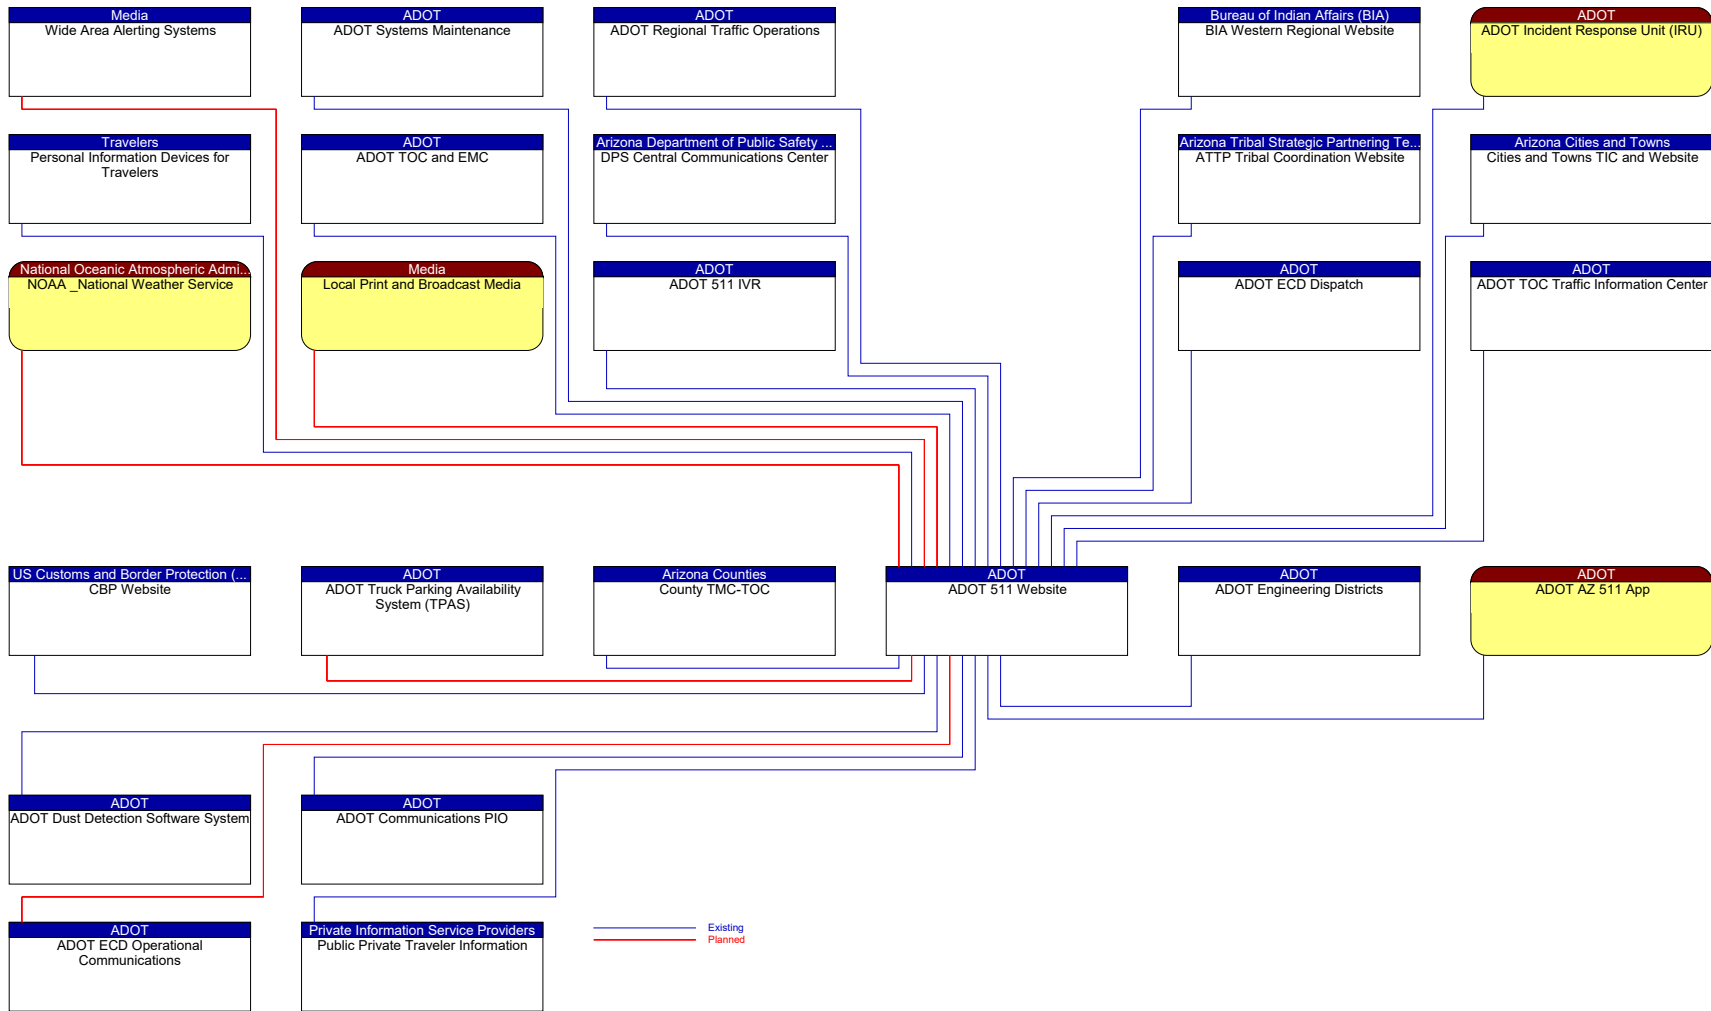 Media
Wide Area Alerting Systems
ADOT
ADOT Systems Maintenance
ADOT
ADOT Regional Traffic Operations
Bureau of Indian Affairs (BIA)
BIA Western Regional Website
ADOT
ADOT Incident Response Unit (IRU)
Travelers
Personal Information Devices for
Travelers
ADOT
ADOT TOC and EMC
Arizona Department of Public Safety ...
DPS Central Communications Center
Arizona Tribal Strategic Partnering Te...
ATTP Tribal Coordination Website
Arizona Cities and Towns
Cities and Towns TIC and Website
National Oceanic Atmospheric Admi...
NOAA _National Weather Service
Media
Local Print and Broadcast Media
ADOT
ADOT 511 IVR
ADOT
ADOT ECD Dispatch
ADOT
ADOT TOC Traffic Information Center
US Customs and Border Protection (...
CBP Website
ADOT
ADOT Truck Parking Availability
System (TPAS)
Arizona Counties
County TMC-TOC
ADOT
ADOT 511 Website
ADOT
ADOT Engineering Districts
ADOT
ADOT AZ 511 App
ADOT
ADOT Dust Detection Software System
ADOT
ADOT Communications PIO
ADOT
ADOT ECD Operational
Communications
Private Information Service Providers
Public Private Traveler Information
Existing
Planned